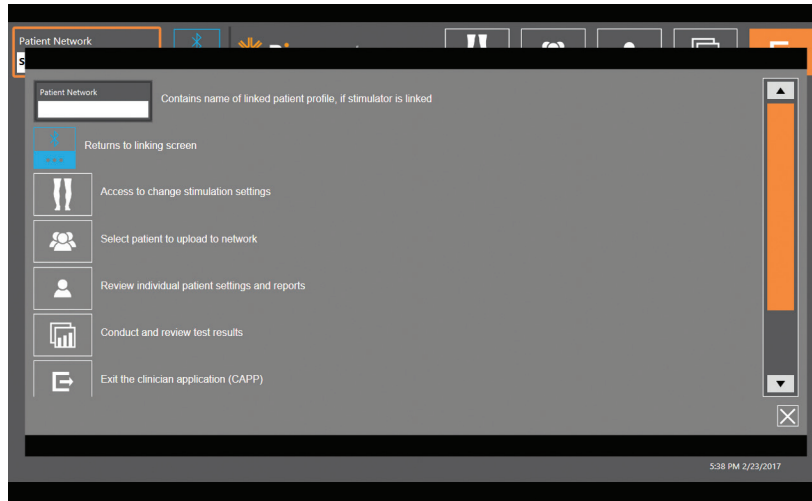 Patient Network
Patient Network
Contains name of linked patient profile, if stimulator is linked
Returns to linking screen
Access to change stimulation settings
Select patient to upload to network
Review individual patient settings and reports
Conduct and review test results
Exit the clinician application (CAPP)
5:38 PM 2/23/2017